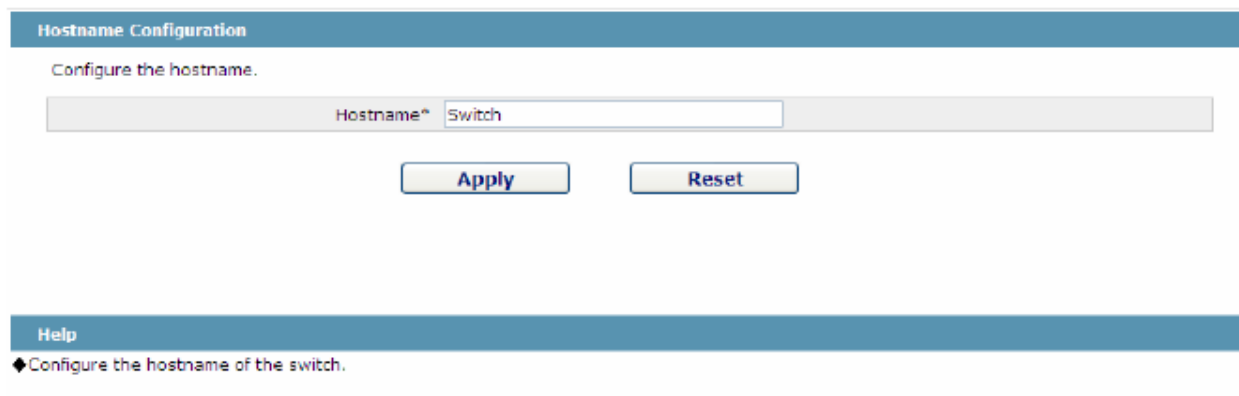 Hostname Configuration
Configure the hostname.
Hostname* Switch
Apply Reset
Help
◆Configure the hostname of the switch.